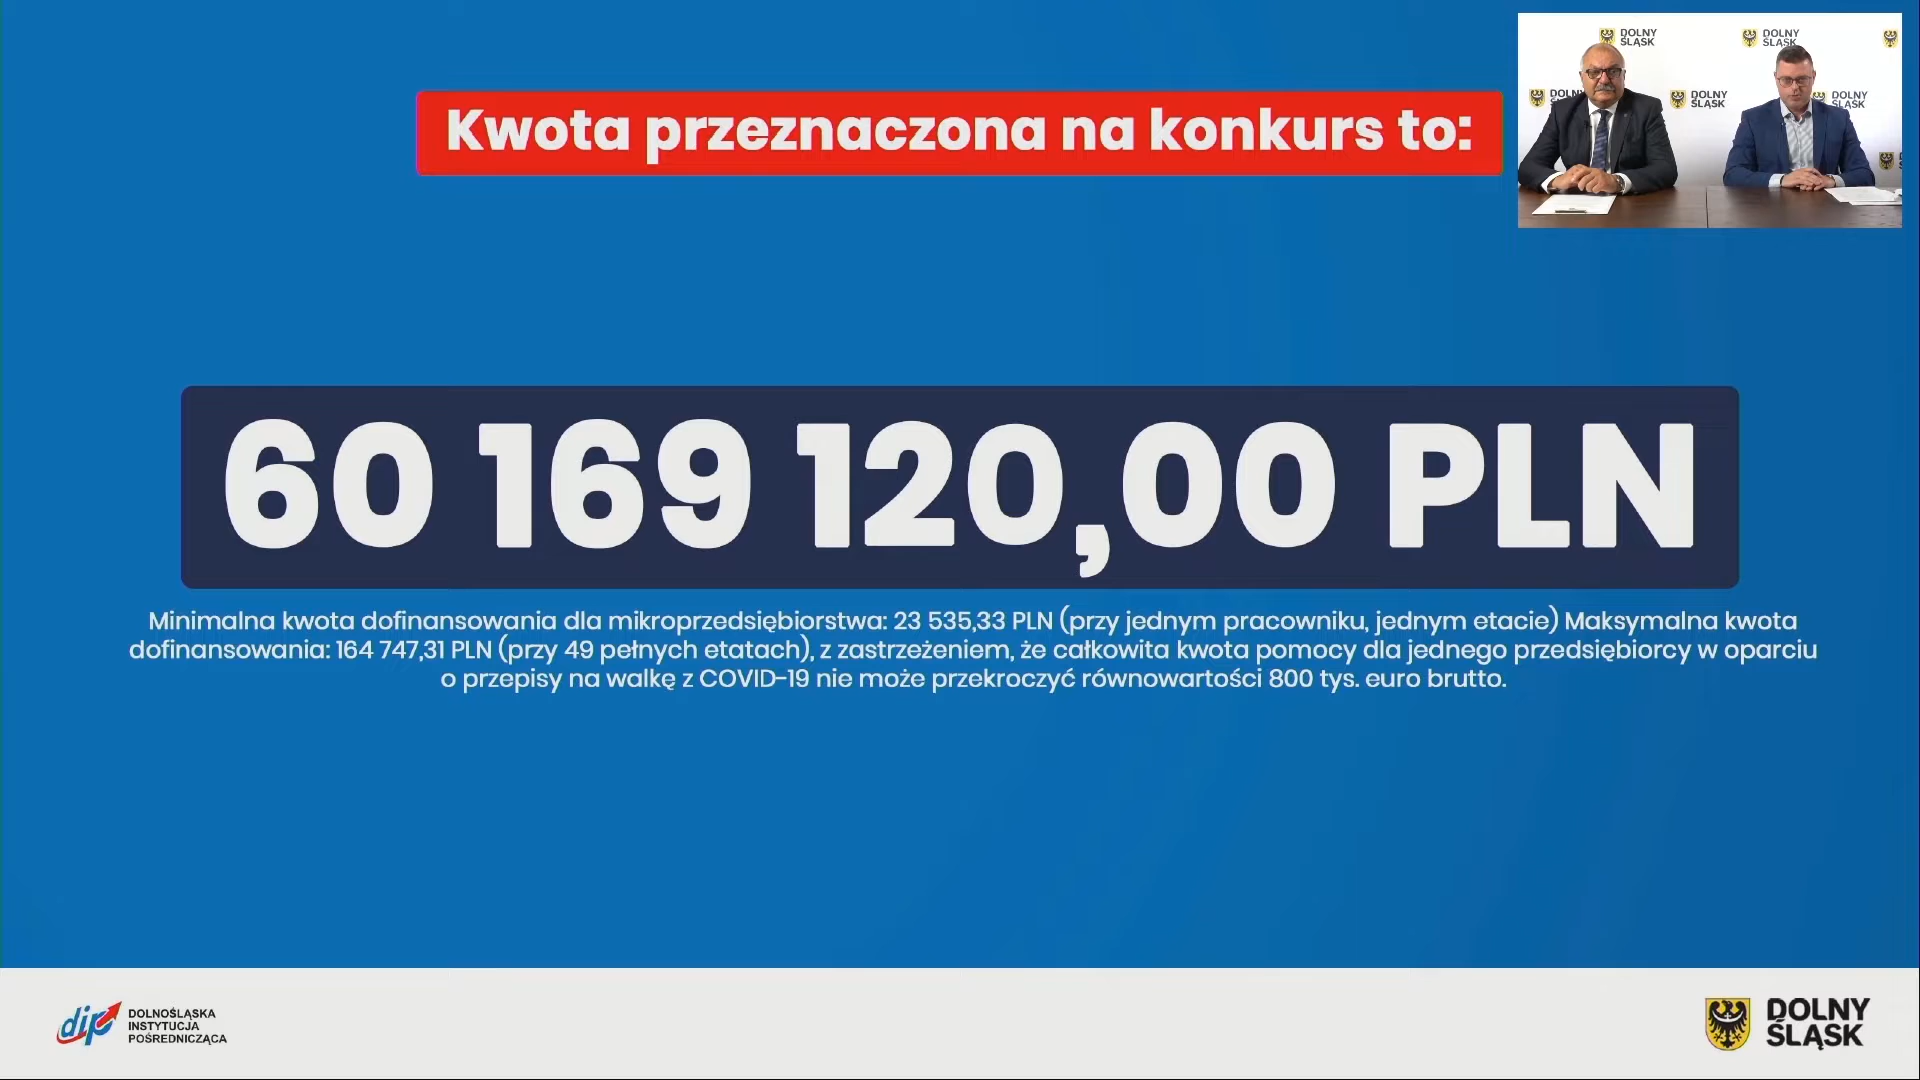 Kwota przeznaczona na konkurs to:
DOLNY
ŚLĄSK
DOLNY
ŚLĄSK
DOLNY
ŚLĄSK
DOLNY
ŚLĄSK
60 169 120,00 PLN
Minimalna kwota dofinansowania dla mikroprzedsiębiorstwa: 23 535,33 PLN (przy jednym pracowniku, jednym etacie) Maksymalna kwota
dofinansowania: 164 747,31 PLN (przy 49 pełnych etatach), z zastrzeżeniem, że całkowita kwota pomocy dla jednego przedsiębiorcy w oparciu
o przepisy na walkę z COVID-19 nie może przekroczyć równowartości 800 tys. euro brutto.
dip
DOLNOŚLĄSKA
INSTYTUCJA
POŚREDNICZĄCA
DOLNY
ŚLĄSK